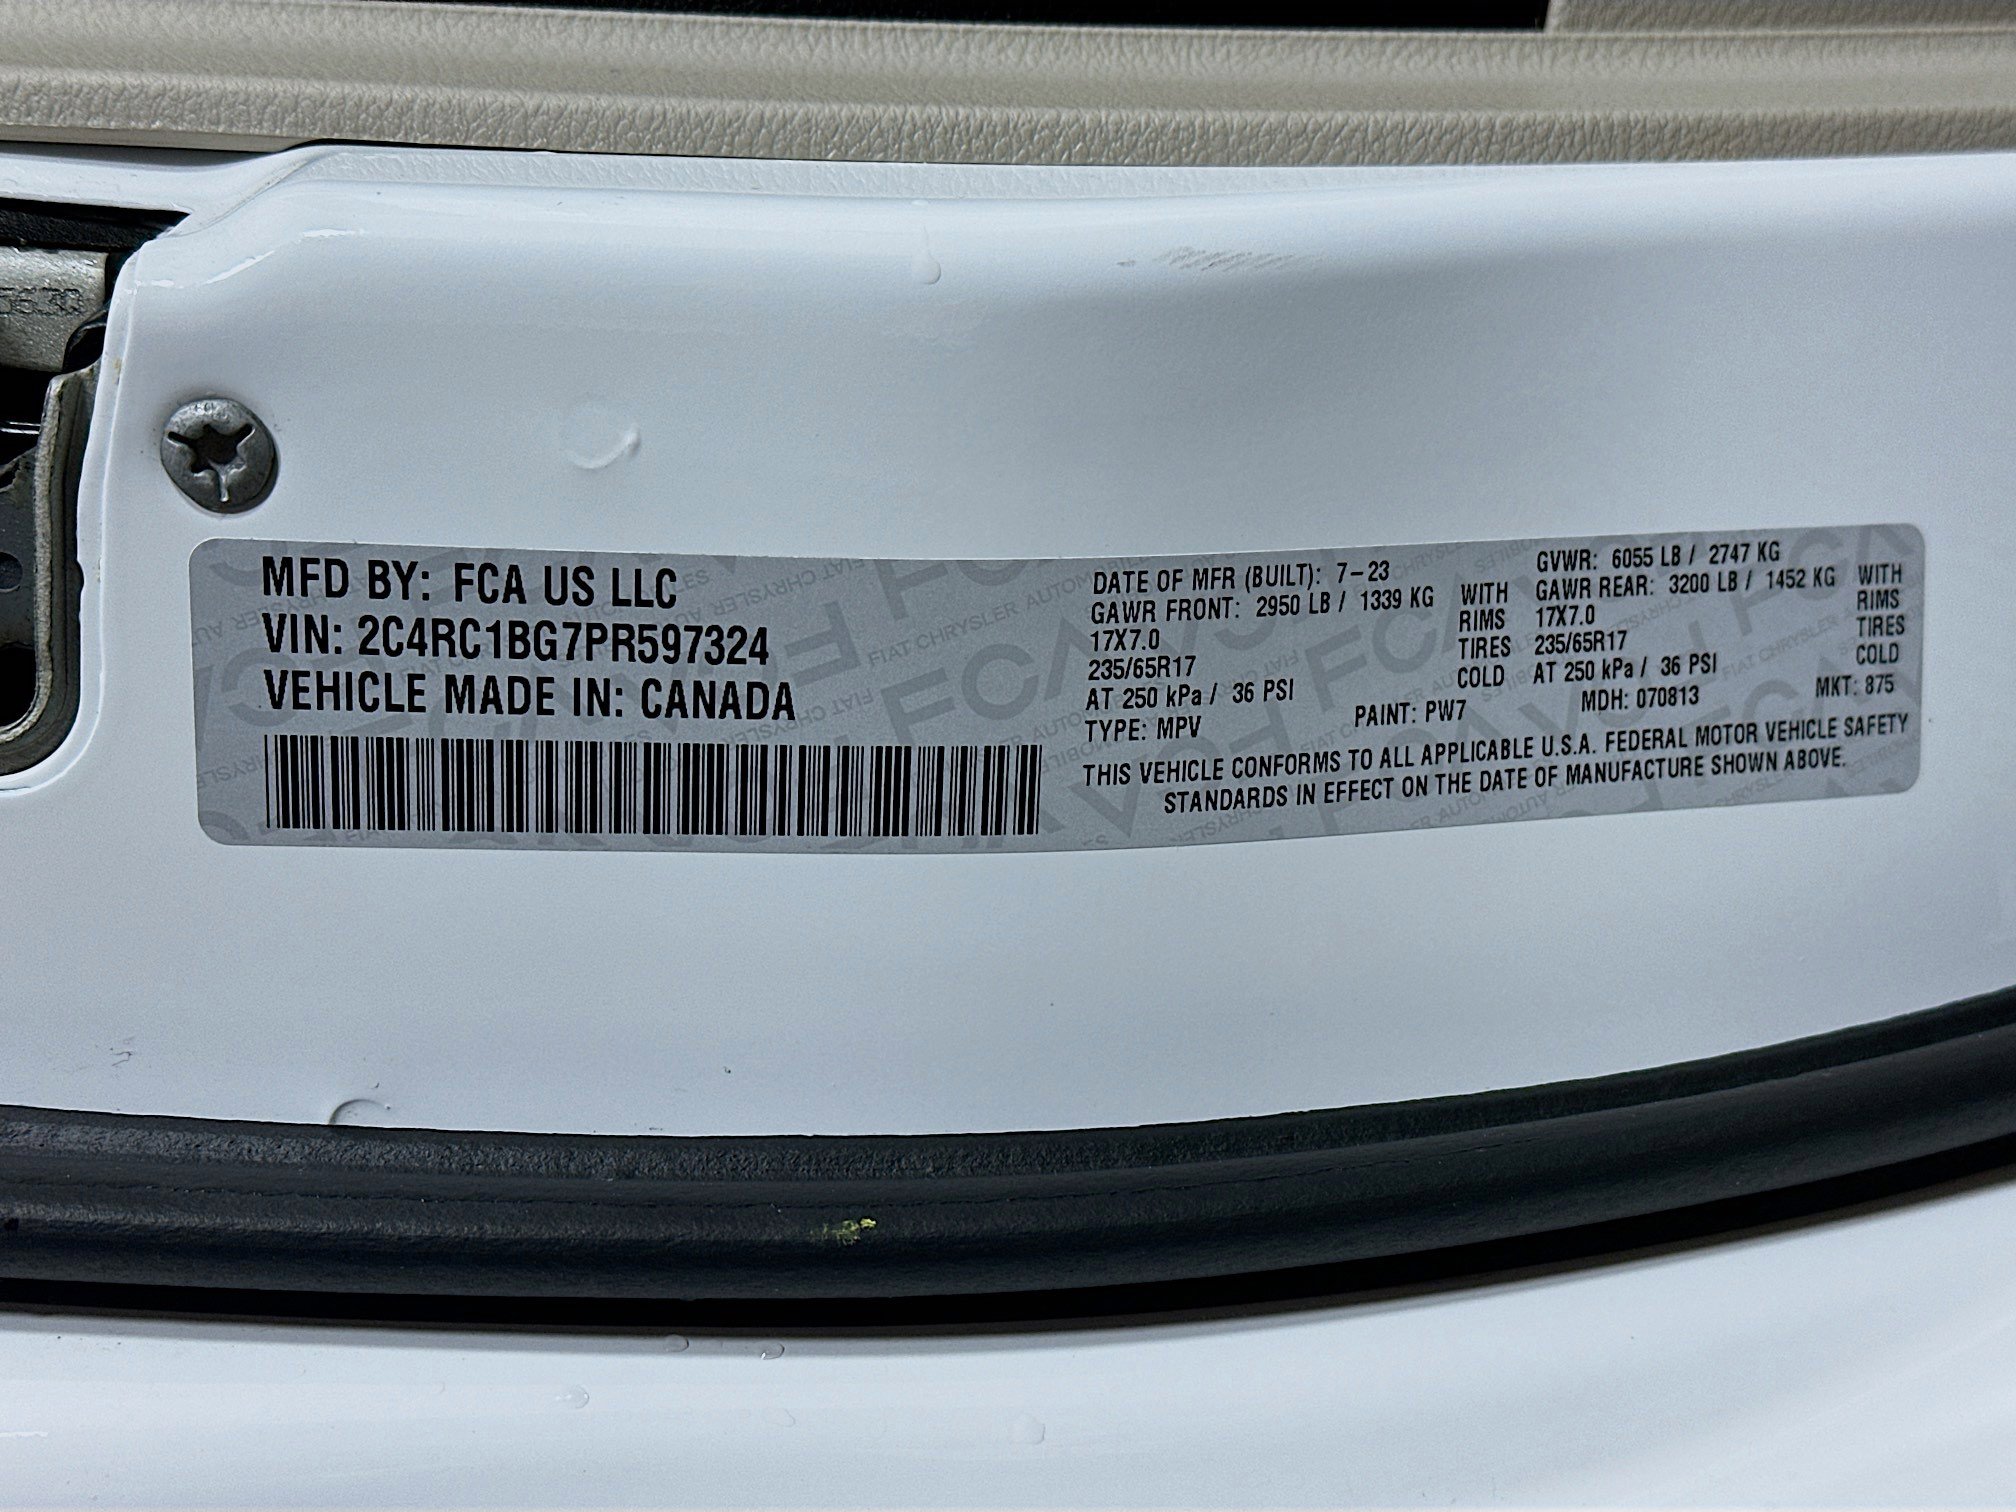 5630
MFD BY: FCA US LLC
VIN: 2C4RC1BG7PR597324
VEHICLE MADE IN: CANADA
DATE OF MFR (BUILT): 7-23 GVWR: 6055 LB / 2747 KG
GAWR FRONT: 2950 LB / 1339 KG WITH GAWR REAR: 3200 LB / 1452 KG WITH
17X7.0 RIMS 17X7.0 RIMS
235/65R17 TIRES 235/65R17 TIRES
AT 250 kPa / 36 PSI COLD AT 250 kPa / 36 PSI COLD
TYPE: MPV PAINT: PW7 MDH: 070813 MKT: 875
THIS VEHICLE CONFORMS TO ALL APPLICABLE U.S.A. FEDERAL MOTOR VEHICLE SAFETY
STANDARDS IN EFFECT ON THE DATE OF MANUFACTURE SHOWN ABOVE.